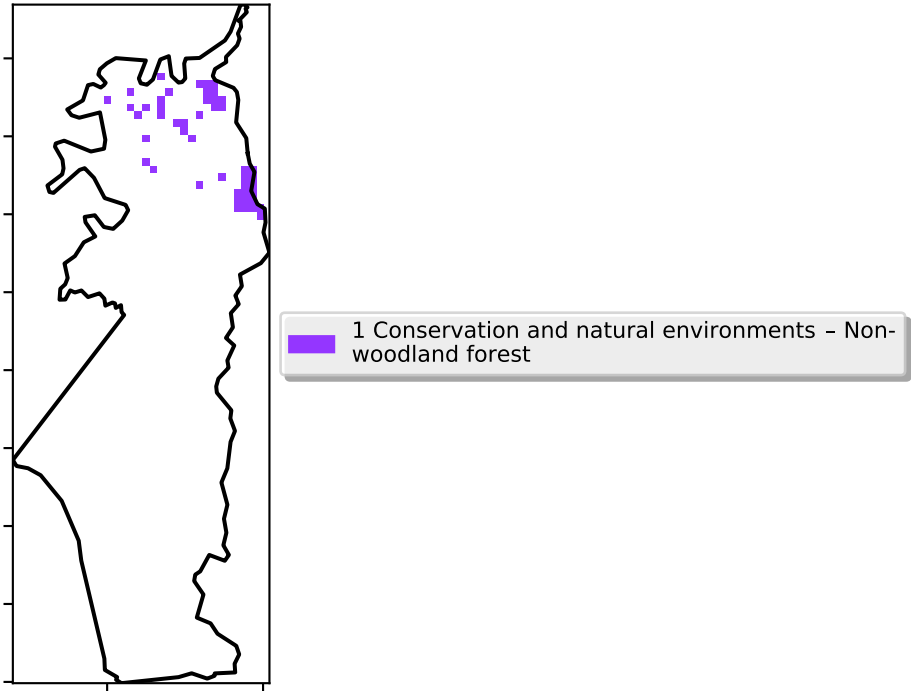 1 Conservation and natural environments – Non-
woodland forest